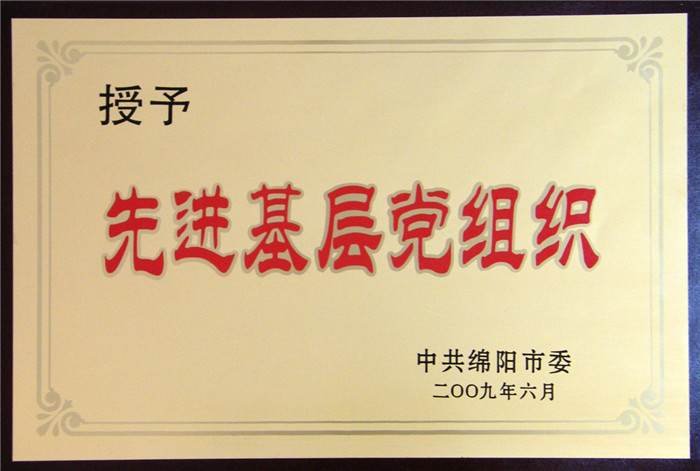 授予
先进基层党组织
中共绵阳市委
二OO九年六月